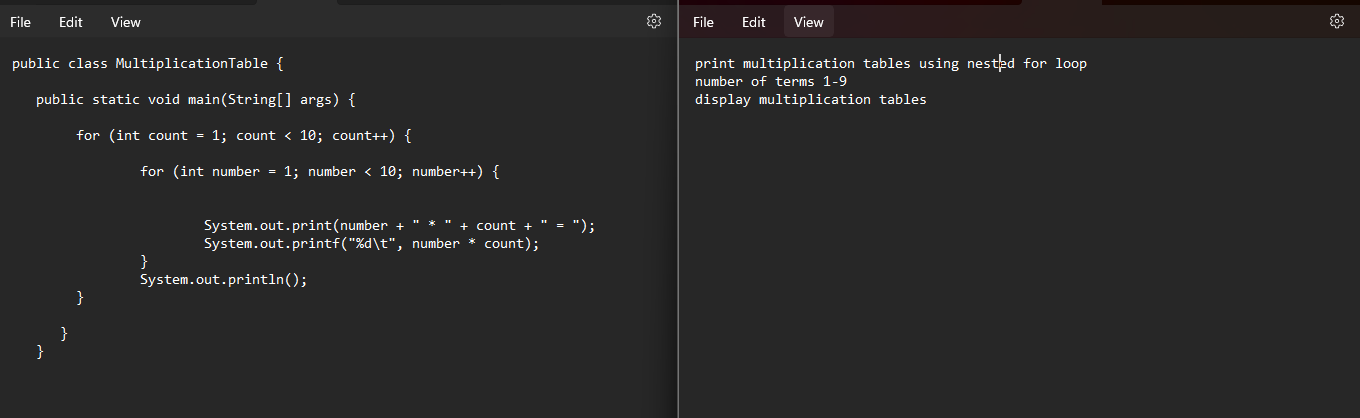 File Edit View
public class MultiplicationTable {
public static void main(String[] args) {
for (int count = 1; count < 10; count++) {
for (int number = 1; number < 10; number++) {
System.out.print(number + " * " + count + " = ");
System.out.printf("%d\t", number * count);
}
System.out.println();
}
}
}
File Edit View
print multiplication tables using nested for loop
number of terms 1-9
display multiplication tables